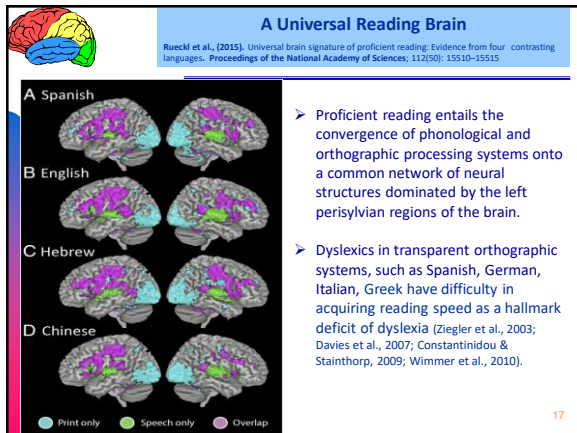 A Universal Reading Brain
Rueckl et al., (2015). Universal brain signature of proficient reading: Evidence from four contrasting
languages. Proceedings of the National Academy of Sciences; 112(50): 15510–15515
A Spanish
B English
C Hebrew
D Chinese
Print only Speech only Overlap
➢ Proficient reading entails the
convergence of phonological and
orthographic processing systems onto
a common network of neural
structures dominated by the left
perisylvian regions of the brain.
➢ Dyslexics in transparent orthographic
systems, such as Spanish, German,
Italian, Greek have difficulty in
acquiring reading speed as a hallmark
deficit of dyslexia (Ziegler et al., 2003;
Davies et al., 2007; Constantinidou &
Stainthorp, 2009; Wimmer et al., 2010).
17